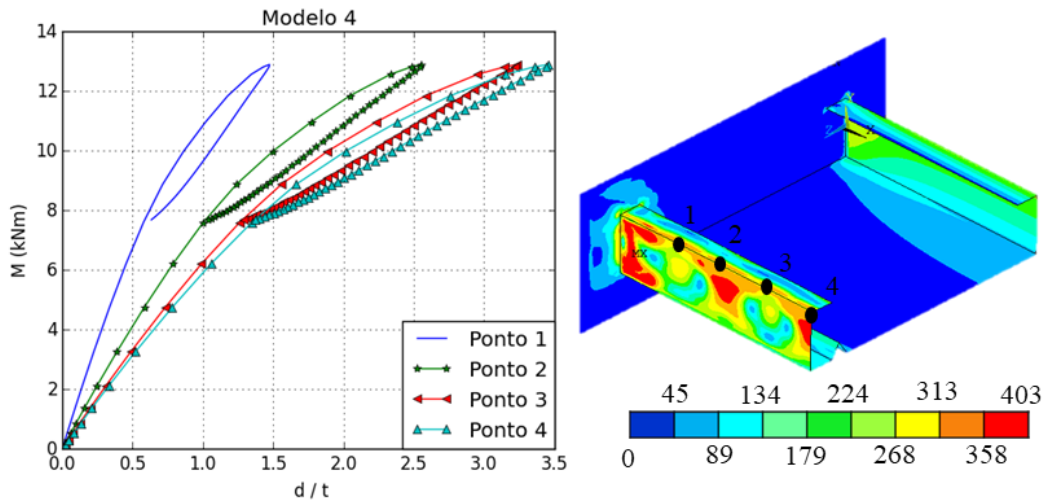 Modelo 4
14
12
10
8
6
4
2
0
M (kNm)
0.0 0.5 1.0 1.5 2.0 2.5 3.0 3.5
d / t
Ponto 1
Ponto 2
Ponto 3
Ponto 4
Z X
MX
1
2
3
4
45 134 224 313 403
0 89 179 268 358